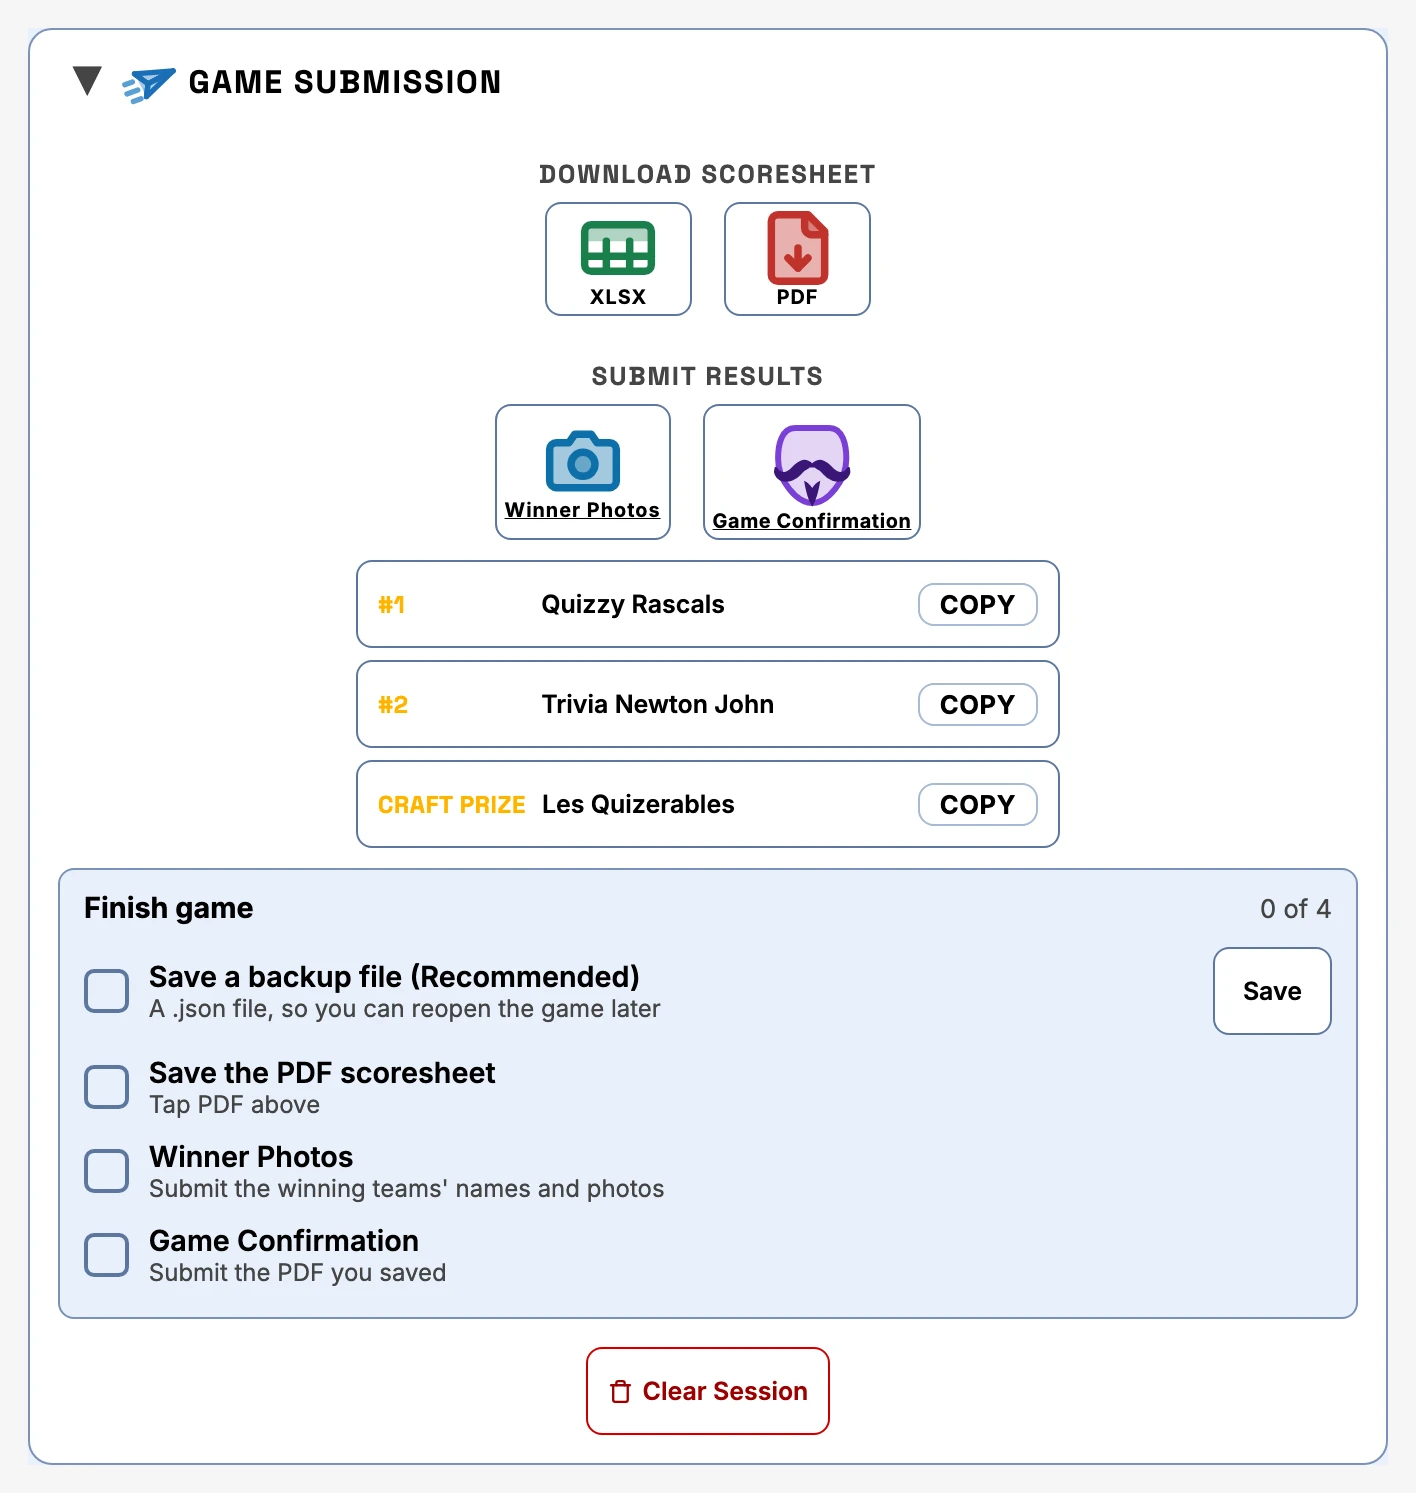 GAME SUBMISSION
DOWNLOAD SCORESHEET
XLSX
PDF
SUBMIT RESULTS
Winner Photos
Game Confirmation
#1 Quizzy Rascals COPY
#2 Trivia Newton John COPY
CRAFT PRIZE Les Quizerables COPY
Finish game 0 of 4
Save a backup file (Recommended)
A .json file, so you can reopen the game later
Save
Save the PDF scoresheet
Tap PDF above
Winner Photos
Submit the winning teams' names and photos
Game Confirmation
Submit the PDF you saved
Clear Session